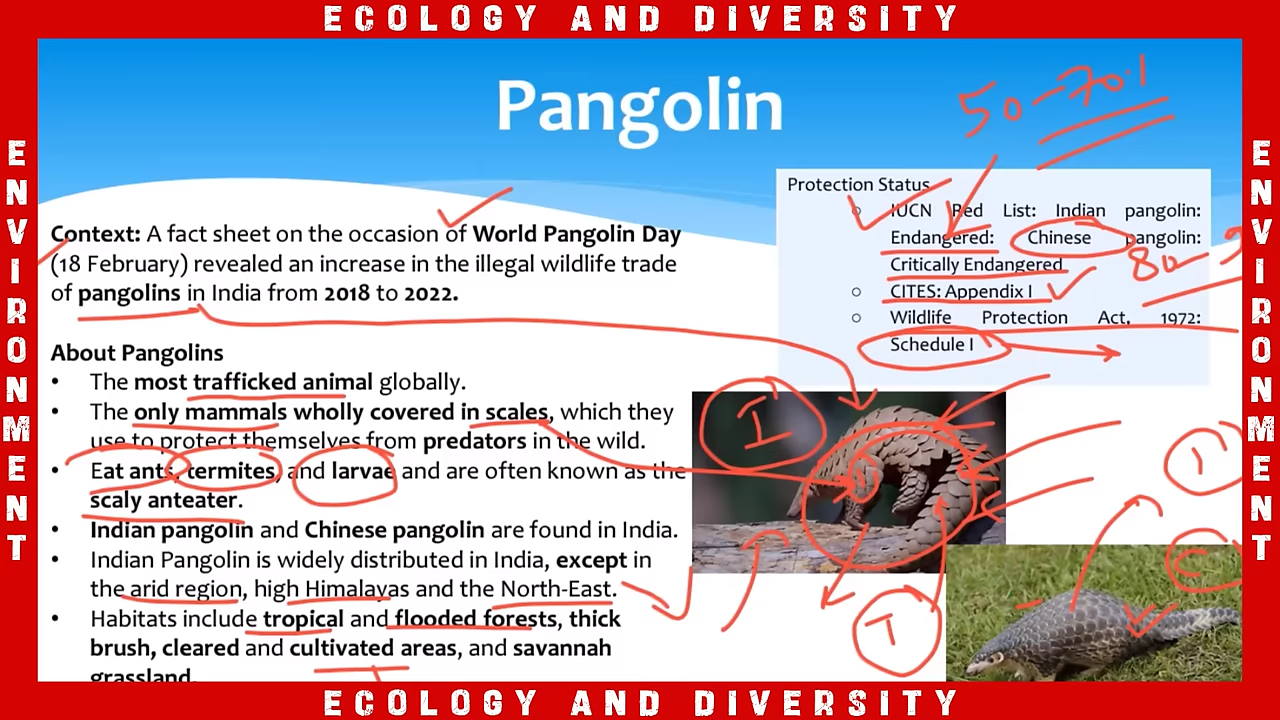 ECOLOGY AND DIVERSITY
ENVIRONMENT
ENVIRONMENT
Pangolin
50-70%
Context: A fact sheet on the occasion of World Pangolin Day
(18 February) revealed an increase in the illegal wildlife trade
of pangolins in India from 2018 to 2022.
Protection Status
IUCN Red List: Indian pangolin:
Endangered: Chinese pangolin:
Critically Endangered
80-
CITES: Appendix I
Wildlife Protection Act, 1972:
Schedule I
About Pangolins
• The most trafficked animal globally.
• The only mammals wholly covered in scales, which they
use to protect themselves from predators in the wild.
• Eat ants, termites, and larvae and are often known as the
scaly anteater.
• Indian pangolin and Chinese pangolin are found in India.
• Indian Pangolin is widely distributed in India, except in
the arid region, high Himalayas and the North-East.
• Habitats include tropical and flooded forests, thick
brush, cleared and cultivated areas, and savannah
grassland.
I
ECOLOGY AND DIVERSITY